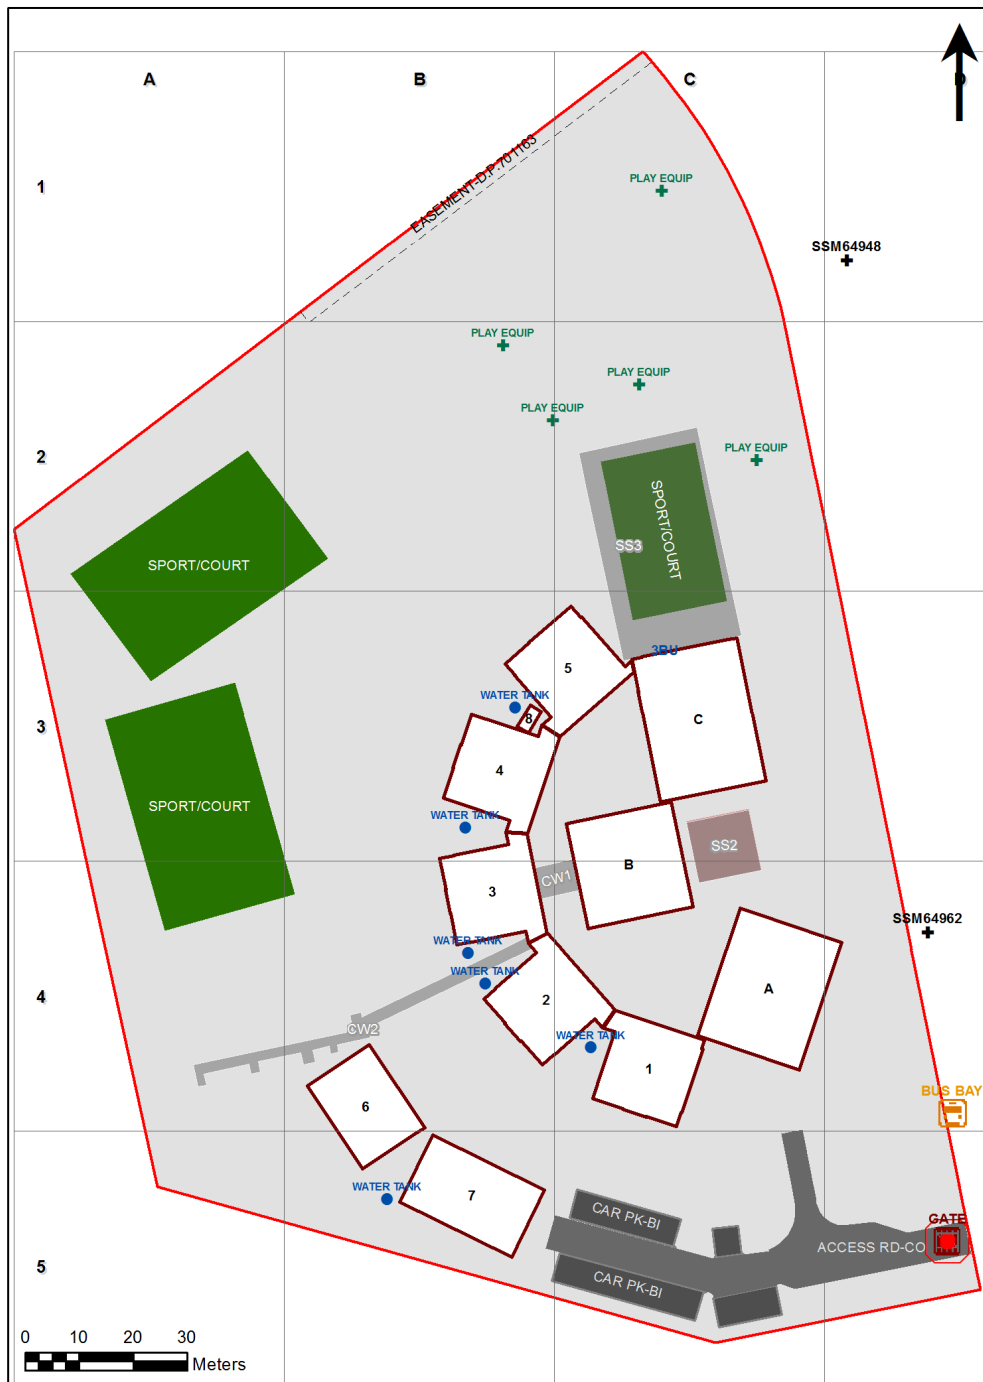 A
B
C
D
EASEMENT-D.P.701163
1
PLAY EQUIP
SSM64948
PLAY EQUIP
PLAY EQUIP
PLAY EQUIP
2
PLAY EQUIP
SPORT/COURT
SS3
SPORT/COURT
3BU
5
WATER TANK
8
C
3
4
SPORT/COURT
WATER TANK
SS2
B
CW1
3
SSM64962
WATER TANK
WATER TANK
2
A
4
CW2
WATER TANK
1
BUS BAY
6
WATER TANK
7
CAR PK-BI
GATE
ACCESS RD-CO
5
CAR PK-BI
0 10 20 30
Meters